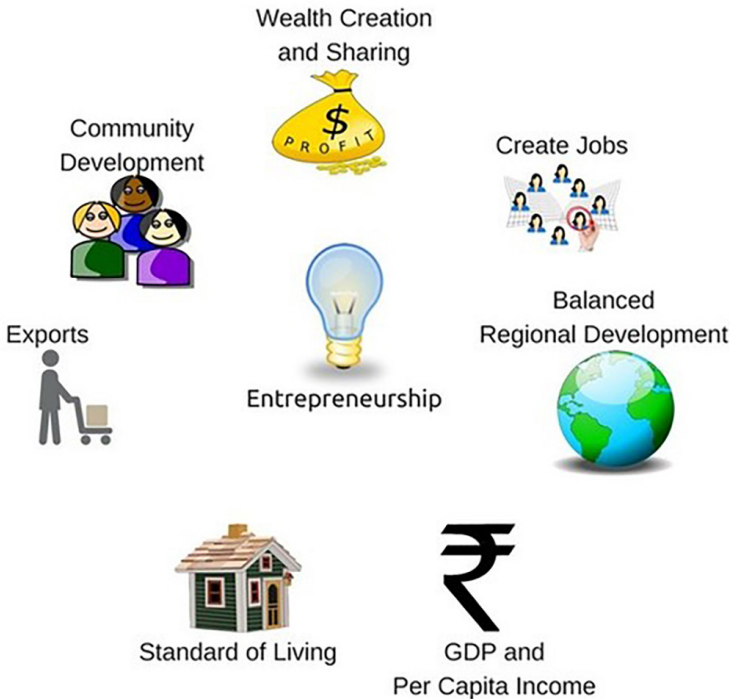 Wealth Creation
and Sharing
$
PROFIT
Community
Development
Create Jobs
Balanced
Regional Development
Exports
Entrepreneurship
₹
Standard of Living
GDP and
Per Capita Income